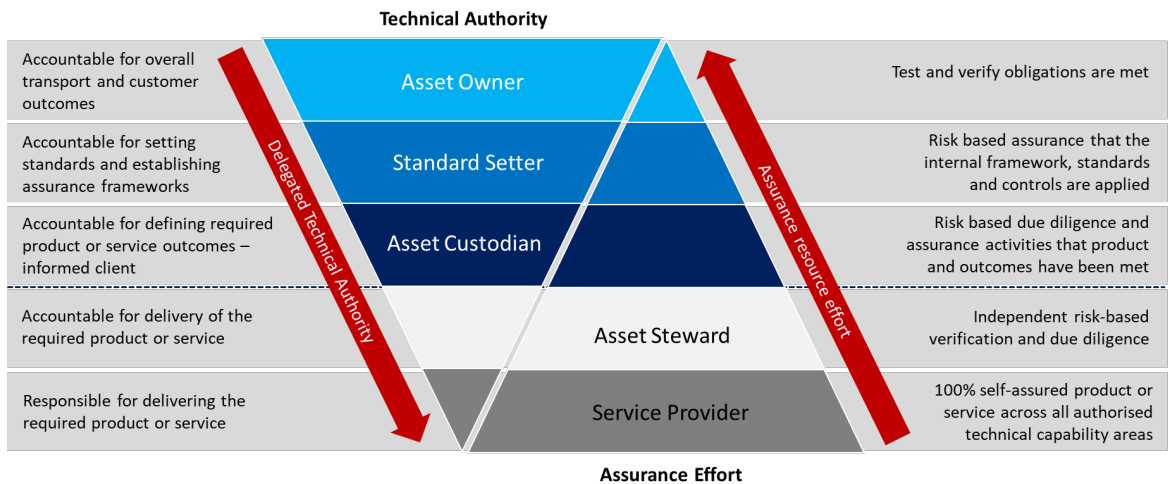 Technical Authority
Accountable for overall
transport and customer
outcomes
Asset Owner
Test and verify obligations are met
Accountable for setting
standards and establishing
assurance frameworks
Standard Setter
Risk based assurance that the
internal framework, standards
and controls are applied
Accountable for defining required
product or service outcomes –
informed client
Asset Custodian
Risk based due diligence and
assurance activities that product
and outcomes have been met
Accountable for delivery of the
required product or service
Asset Steward
Independent risk-based
verification and due diligence
Responsible for delivering the
required product or service
Service Provider
100% self-assured product or
service across all authorised
technical capability areas
Delegated Technical Authority
Assurance resource effort
Assurance Effort